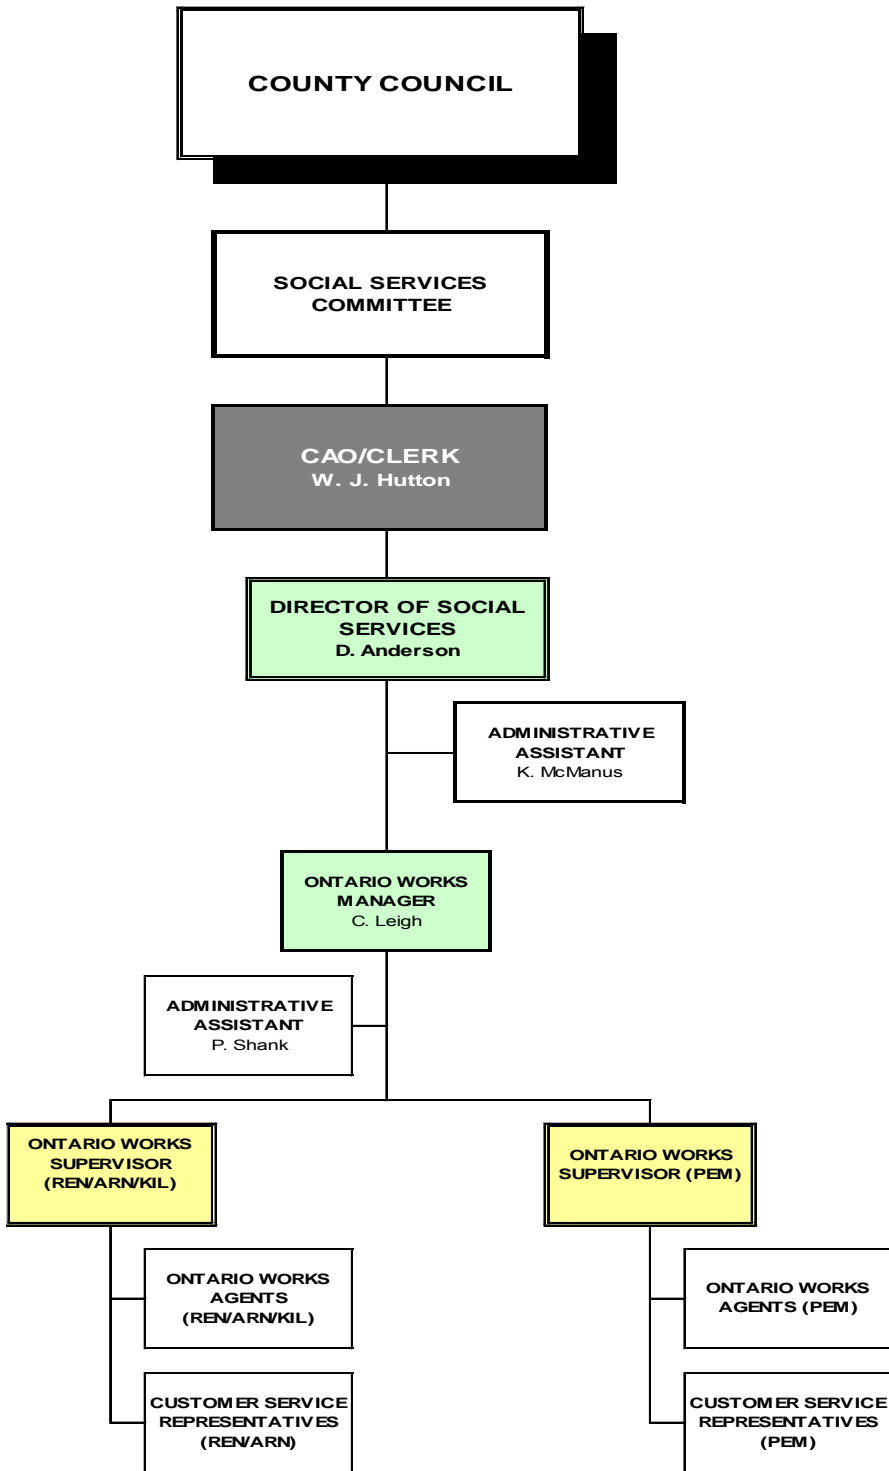 COUNTY COUNCIL
SOCIAL SERVICES
COMMITTEE
CAO/CLERK
W. J. Hutton
DIRECTOR OF SOCIAL
SERVICES
D. Anderson
ADMINISTRATIVE
ASSISTANT
K. McManus
ONTARIO WORKS
MANAGER
C. Leigh
ADMINISTRATIVE
ASSISTANT
P. Shank
ONTARIO WORKS
SUPERVISOR
(REN/ARN/KIL)
ONTARIO WORKS
SUPERVISOR (PEM)
ONTARIO WORKS
AGENTS
(REN/ARN/KIL)
ONTARIO WORKS
AGENTS (PEM)
CUSTOMER SERVICE
REPRESENTATIVES
(REN/ARN)
CUSTOMER SERVICE
REPRESENTATIVES
(PEM)